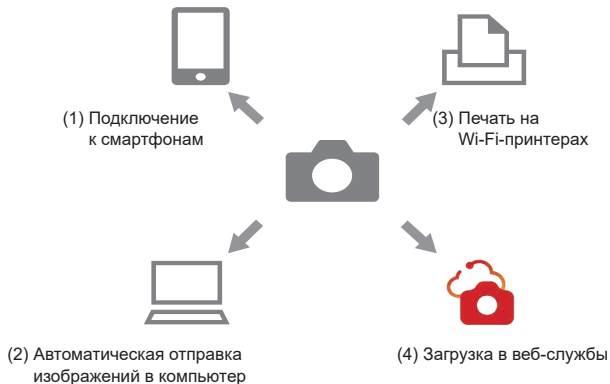 (1) Подключение
к смартфонам
(3) Печать на
Wi-Fi-принтерах
(2) Автоматическая отправка
изображений в компьютер
(4) Загрузка в веб-службы